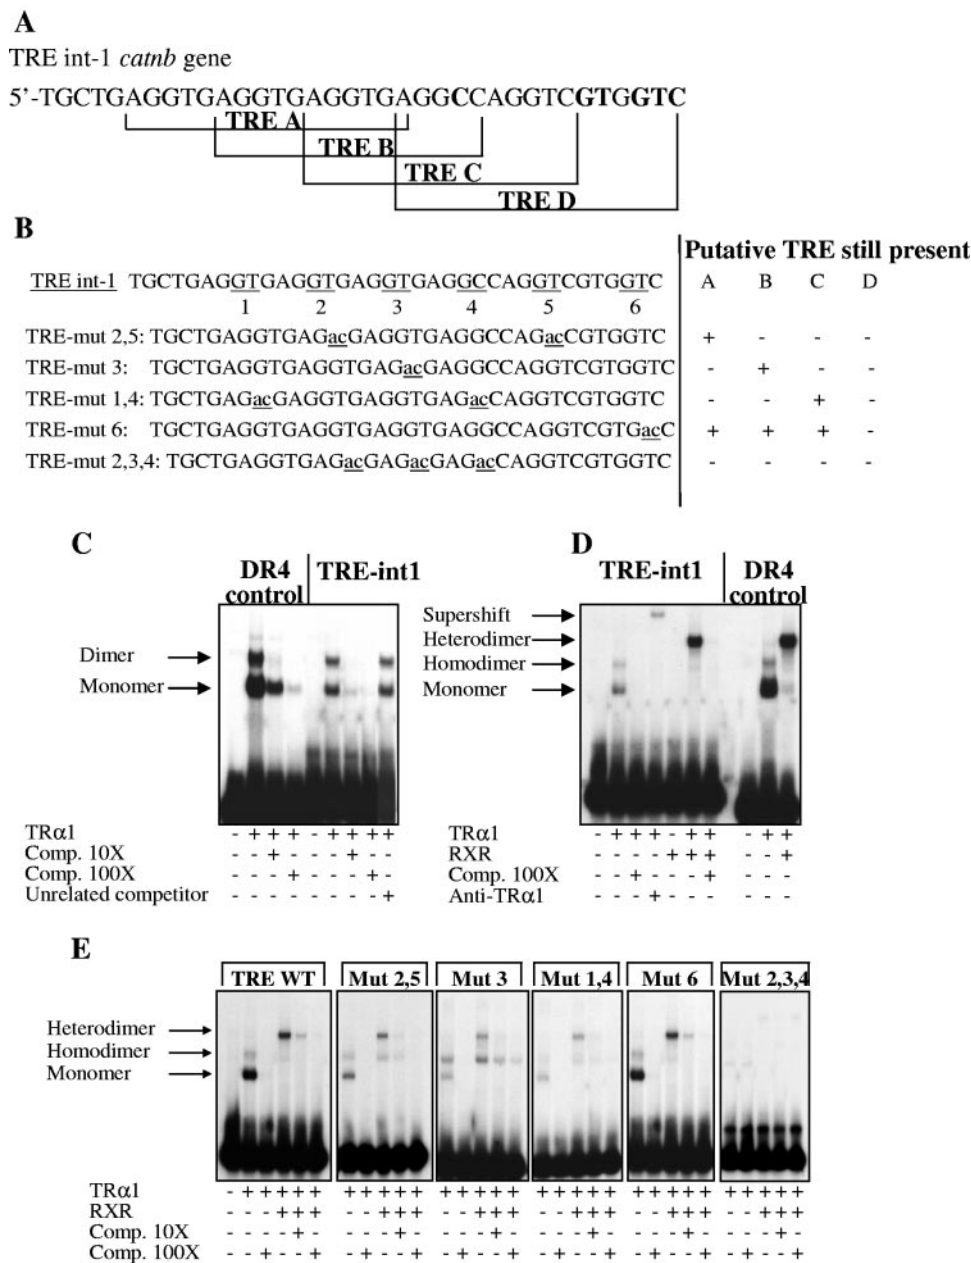 A
TRE int-1 catnb gene
5'-TGCTGAGGTGAGGTGAGGTGAGGCCAGGTCGTGGTC
TRE A
TRE B
TRE C
TRE D
B
Putative TRE still present
TRE int-1 TGCTGAGGTGAGGTGAGGTGAGGCCAGGTCGTGGTC A B C D
1 2 3 4 5 6
TRE-mut 2,5: TGCTGAGGTGAGacGAGGTGAGGCCAGacCGTGGTC + - - -
TRE-mut 3: TGCTGAGGTGAGGTGAGacGAGGCCAGGTCGTGGTC - + - -
TRE-mut 1,4: TGCTGAGacGAGGTGAGGTGAGacCAGGTCGTGGTC - - + -
TRE-mut 6: TGCTGAGGTGAGGTGAGGTGAGGCCAGGTCGTGacC + + + -
TRE-mut 2,3,4: TGCTGAGGTGAGacGAGacGAGacCAGGTCGTGGTC - - - -
C
DR4 control
TRE-int1
Dimer
Monomer
TRα1 - + + + - + + + +
Comp. 10X - - + - - - + - -
Comp. 100X - - - + - - - + -
Unrelated competitor - - - - - - - - +
D
TRE-int1
DR4 control
Supershift
Heterodimer
Homodimer
Monomer
TRα1 - + + + - + + - + +
RXR - - - - + + + - - +
Comp. 100X - - + - - - + - - -
Anti-TRα1 - - - + - - - - - -
E
TRE WT Mut 2,5 Mut 3 Mut 1,4 Mut 6 Mut 2,3,4
Heterodimer
Homodimer
Monomer
TRα1 - + + + + + + + + + + + + + + + + + + + + + + + + + + + + + +
RXR - - - + + + - - + + + - - + + + - - + + + - - + + + - - + + +
Comp. 10X - - - - + - - - - + - - - - + - - - - + - - - - + - - - - + -
Comp. 100X - - + - - + - + - - + - + - - + - + - - + - + - - + - + - - +